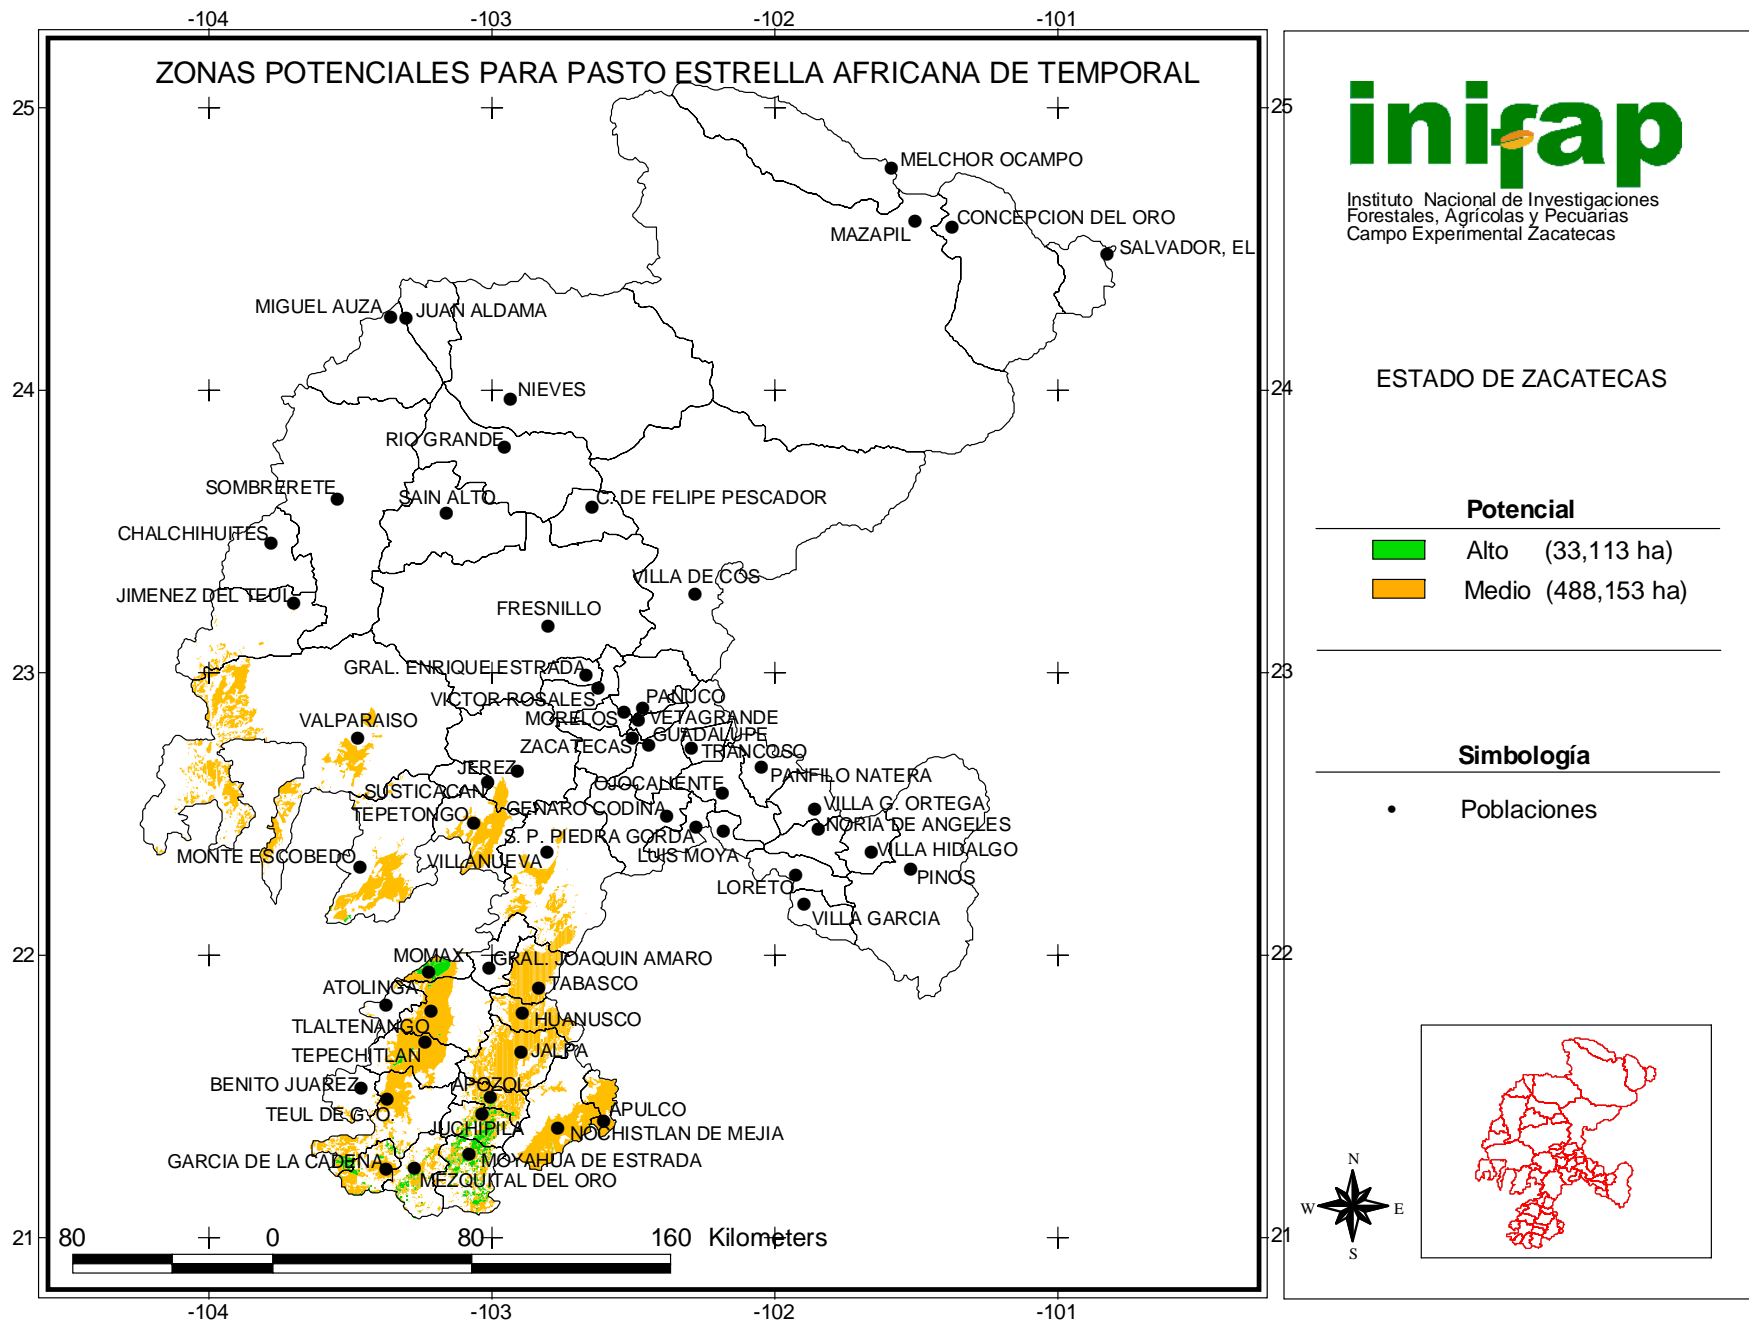 -104
-103
-102
-101
ZONAS POTENCIALES PARA PASTO ESTRELLA AFRICANA DE TEMPORAL
25
25
MELCHOR OCAMPO
CONCEPCION DEL ORO
MAZAPIL
SALVADOR, EL
MIGUEL AUZA
JUAN ALDAMA
24
24
NIEVES
RIO GRANDE
SOMBRERETE
SAIN ALTO
C. DE FELIPE PESCADOR
CHALCHIHUITES
VILLA DE COS
JIMENEZ DEL TEUL
FRESNILLO
23
23
GRAL. ENRIQUE ESTRADA
VICTOR ROSALES
PANUCO
MORELOS
VETAGRANDE
VALPARAISO
GUADALUPE
ZACATECAS
TRANCOSO
JEREZ
PANFILO NATERA
OJOCALIENTE
SUSTICACAN
GENARO CODINA
VILLA G. ORTEGA
TEPETONGO
NORIA DE ANGELES
S. P. PIEDRA GORDA
VILLA HIDALGO
MONTE ESCOBEDO
VILLANUEVA
LUIS MOYA
PINOS
LORETO
VILLA GARCIA
22
22
MOMAX
GRAL. JOAQUIN AMARO
ATOLINGA
TABASCO
TLALTENANGO
HUANUSCO
TEPECHITLAN
JALPA
BENITO JUAREZ
APOZOL
TEUL DE G. O.
APULCO
JUCHIPILA
NOCHISTLAN DE MEJIA
GARCIA DE LA CADEÑA
MOYAHUA DE ESTRADA
MEZQUITAL DEL ORO
21
21
80 0 80 160 Kilometers
-104
-103
-102
-101
inifap
Instituto Nacional de Investigaciones
Forestales, Agrícolas y Pecuarias
Campo Experimental Zacatecas
ESTADO DE ZACATECAS
Potencial
Alto (33,113 ha)
Medio (488,153 ha)
Simbología
Poblaciones
N
W E
S